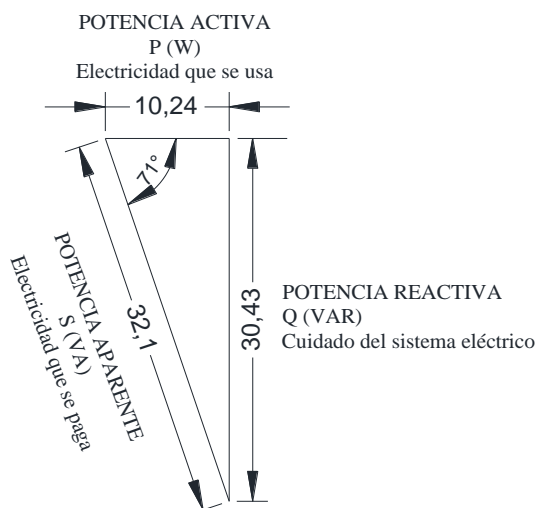 POTENCIA ACTIVA
P (W)
Electricidad que se usa
10,24
71°
POTENCIA APARENTE
S (VA)
Electricidad que se paga
32,1
30,43
POTENCIA REACTIVA
Q (VAR)
Cuidado del sistema eléctrico